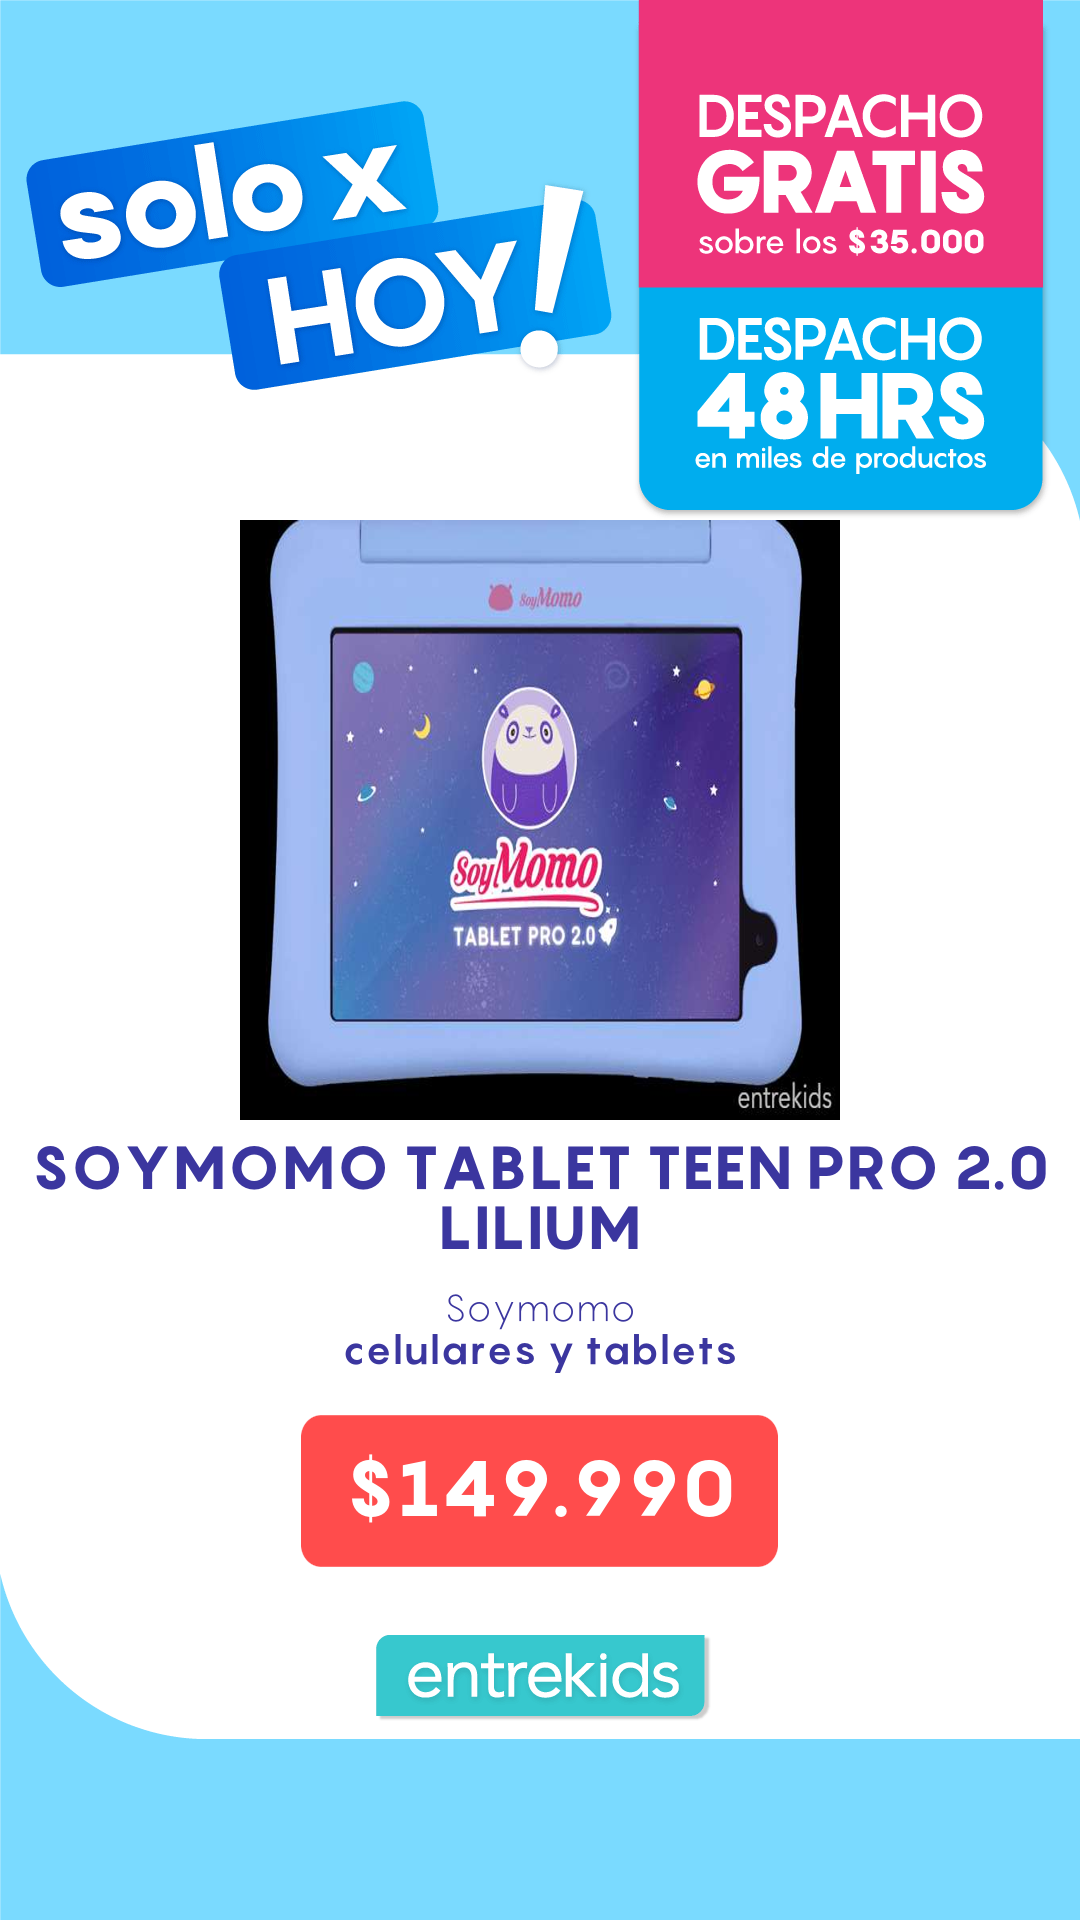 solo x
HOY!
DESPACHO
GRATIS
sobre los $35.000
DESPACHO
48HRS
en miles de productos
SoyMomo
SoyMomo
TABLET PRO 2.0
entrekids
SOYMOMO TABLET TEEN PRO 2.0
LILIUM
Soymomo
celulares y tablets
$149.990
entrekids